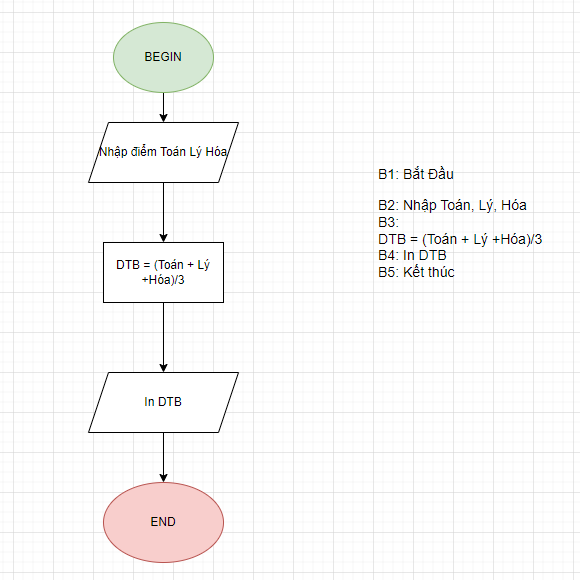 BEGIN
Nhập điểm Toán Lý Hóa
DTB = (Toán + Lý
+Hóa)/3
In DTB
END
B1: Bắt Đầu
B2: Nhập Toán, Lý, Hóa
B3:
DTB = (Toán + Lý +Hóa)/3
B4: In DTB
B5: Kết thúc